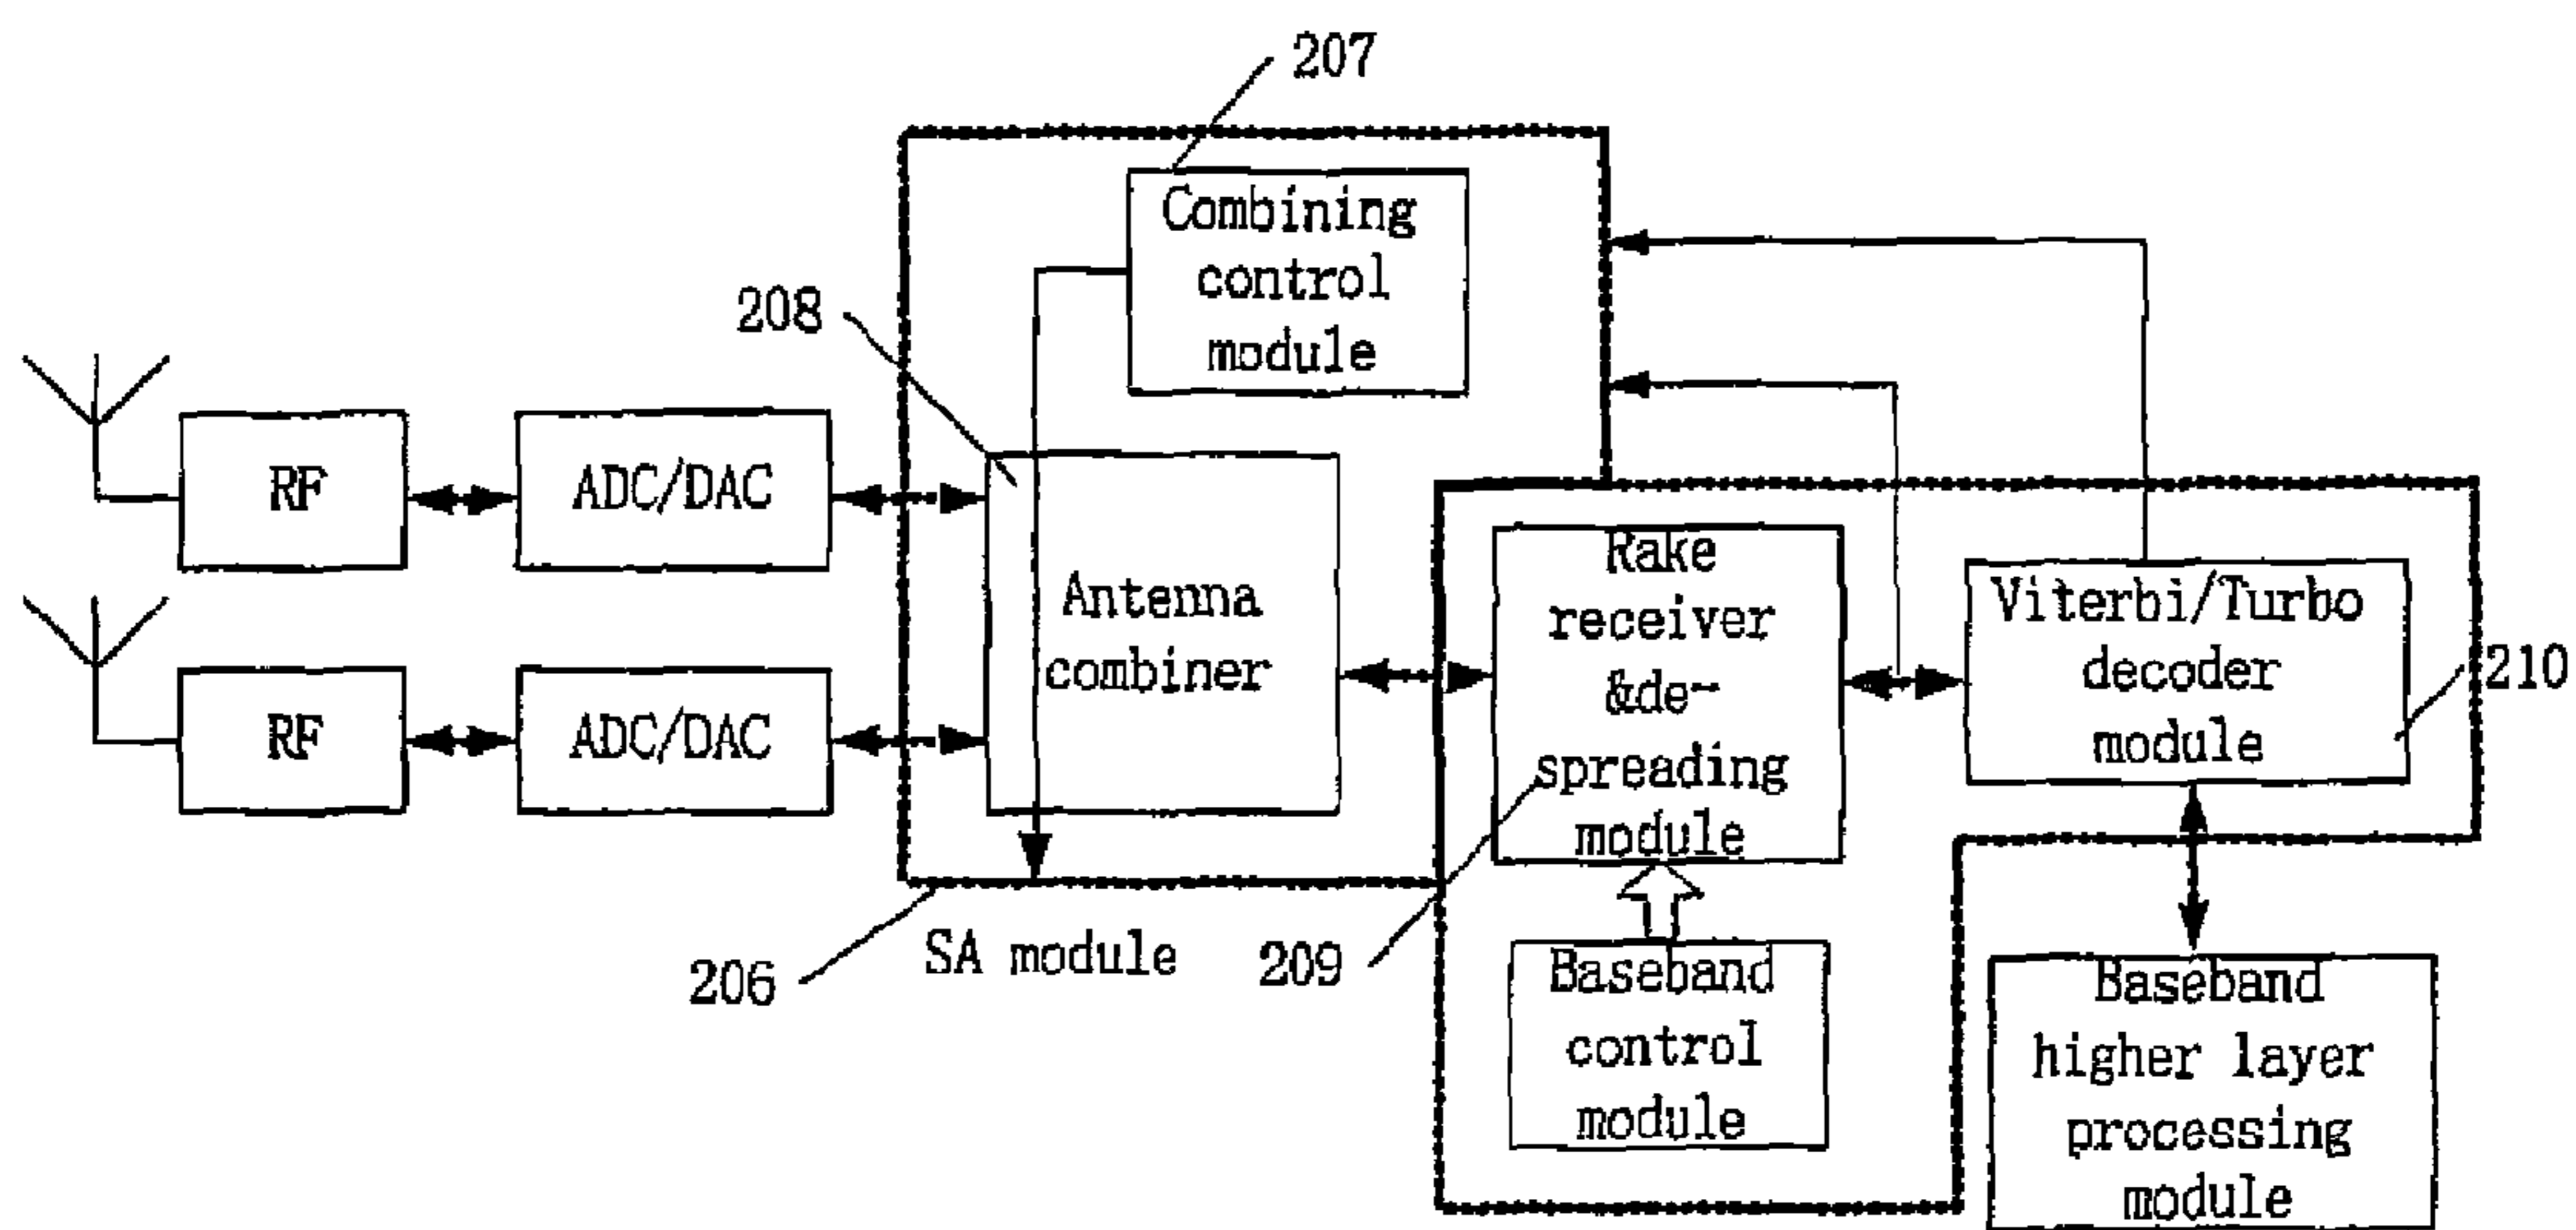 207
Combining
control
module
208
RF
ADC/DAC
Antenna
combiner
Rake
receiver
&de-
spreading
module
Viterbi/Turbo
decoder
module
210
RF
ADC/DAC
206
SA module
209
Baseband
control
module
Baseband
higher layer
processing
module